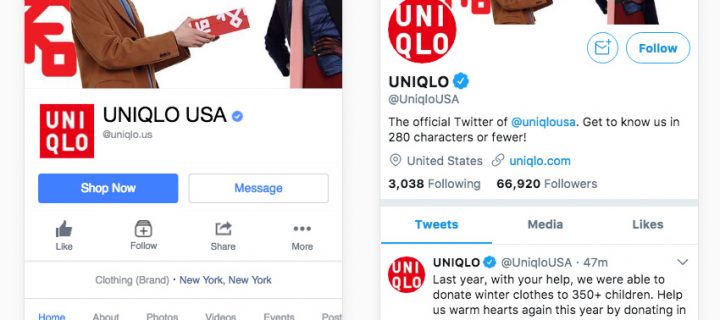 UNI
QLO
UNIQLO USA
@uniqlo.us
Shop Now
Message
Like
Follow
Share
More
Clothing (Brand) • New York, New York
Home
About
Photos
Videos
Events
UNI
QLO
Follow
UNIQLO
@UniqloUSA
The official Twitter of @uniqlousa. Get to know us in
280 characters or fewer!
United States
uniqlo.com
3,038 Following
66,920 Followers
Tweets
Media
Likes
UNI
QLO
UNIQLO @UniqloUSA · 47m
Last year, with your help, we were able to
donate winter clothes to 350+ children. Help
us warm hearts again this year by donating in